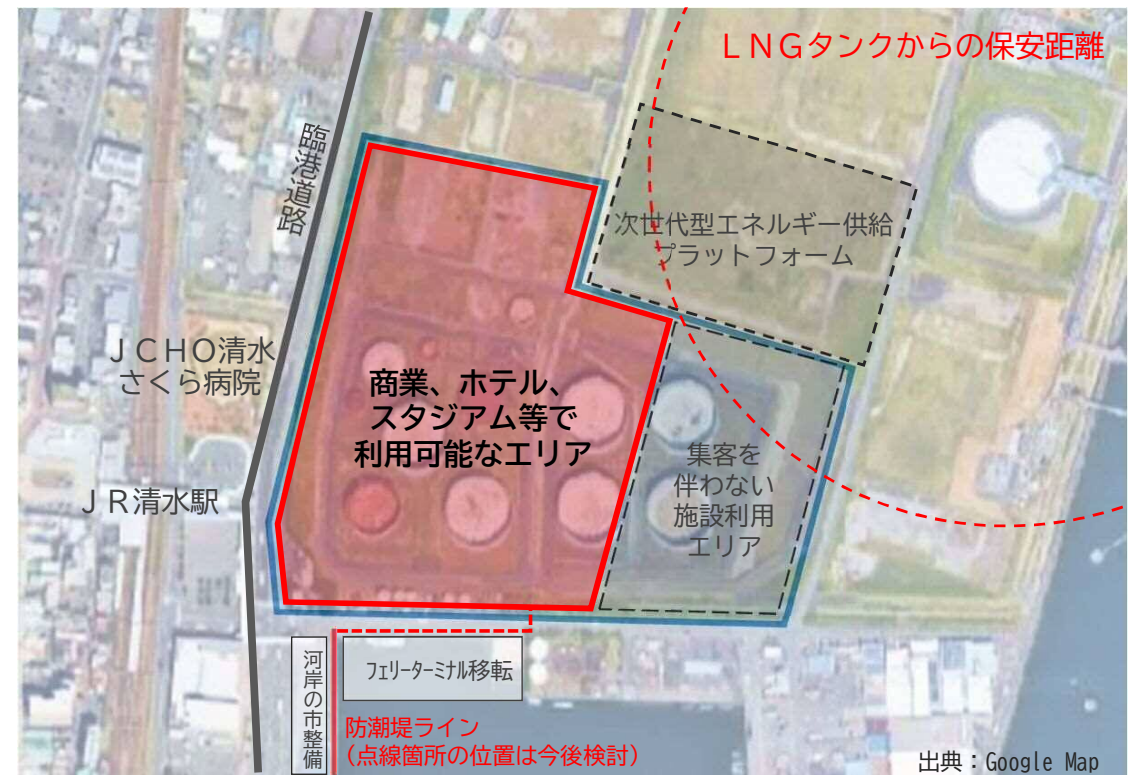 LNGタンクからの保安距離
臨港道路
次世代型エネルギー供給
プラットフォーム
JCHO清水
さくら病院
商業、ホテル、
スタジアム等で
利用可能なエリア
集客を
伴わない
施設利用
エリア
JR清水駅
河岸の市整備
フェリーターミナル移転
防潮堤ライン
(点線箇所の位置は今後検討)
出典：Google Map